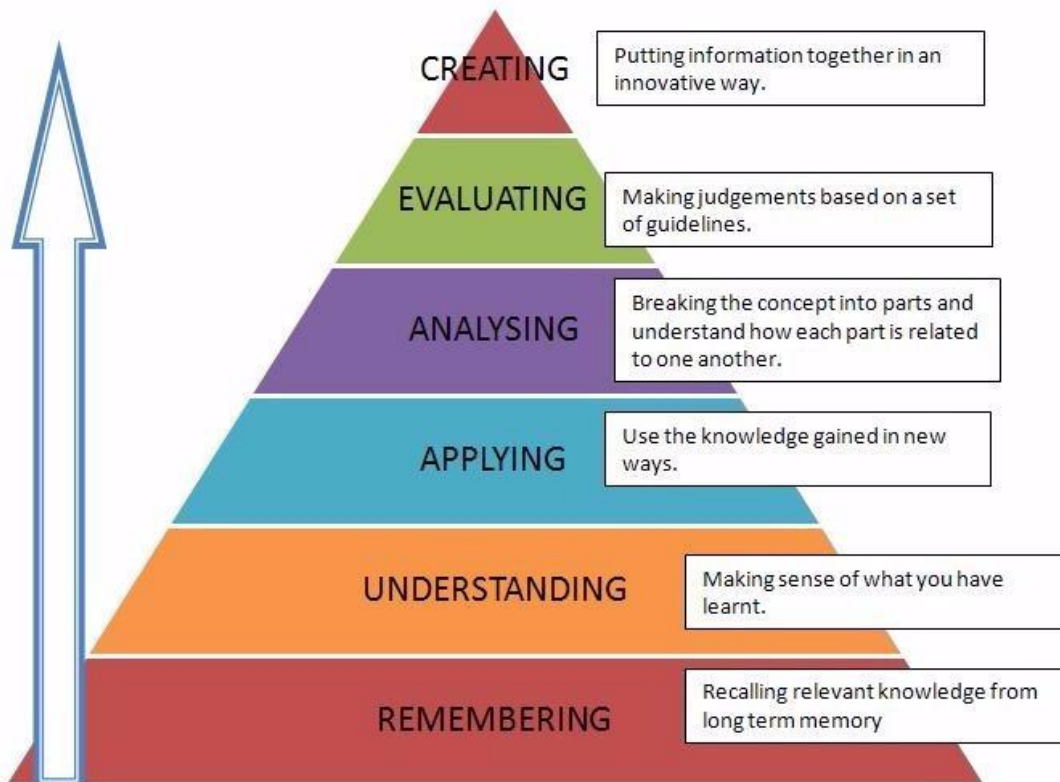 CREATING
Putting information together in an
innovative way.
EVALUATING
Making judgements based on a set
of guidelines.
ANALYSING
Breaking the concept into parts and
understand how each part is related
to one another.
APPLYING
Use the knowledge gained in new
ways.
UNDERSTANDING
Making sense of what you have
learnt.
REMEMBERING
Recalling relevant knowledge from
long term memory